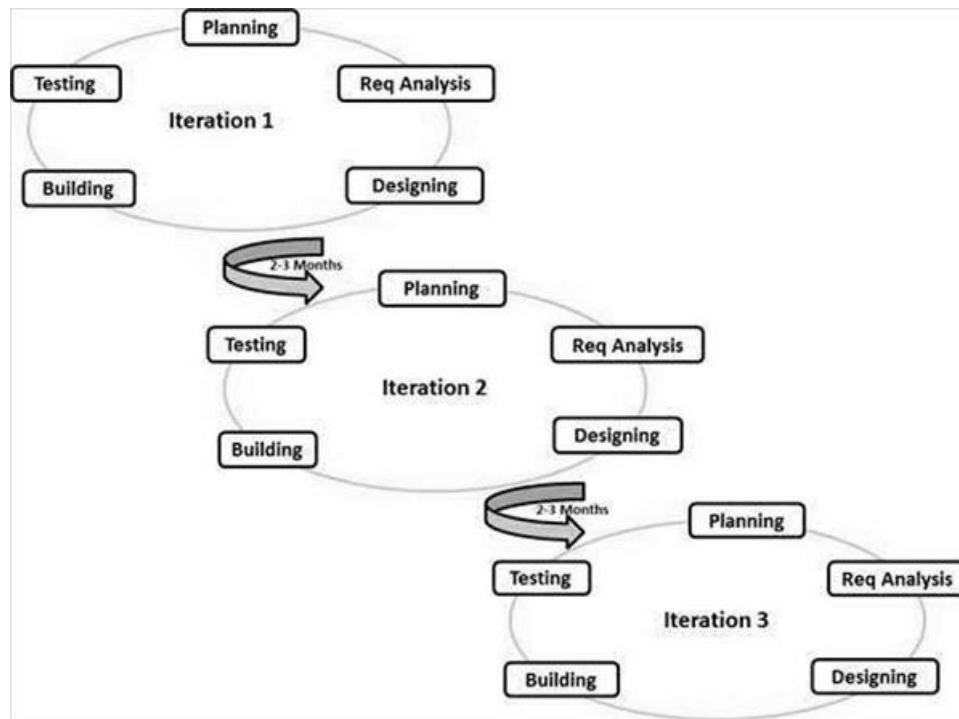 Planning
Testing
Req Analysis
Iteration 1
Building
Designing
2-3 Months
Planning
Testing
Req Analysis
Iteration 2
Building
Designing
2-3 Months
Planning
Testing
Req Analysis
Iteration 3
Building
Designing